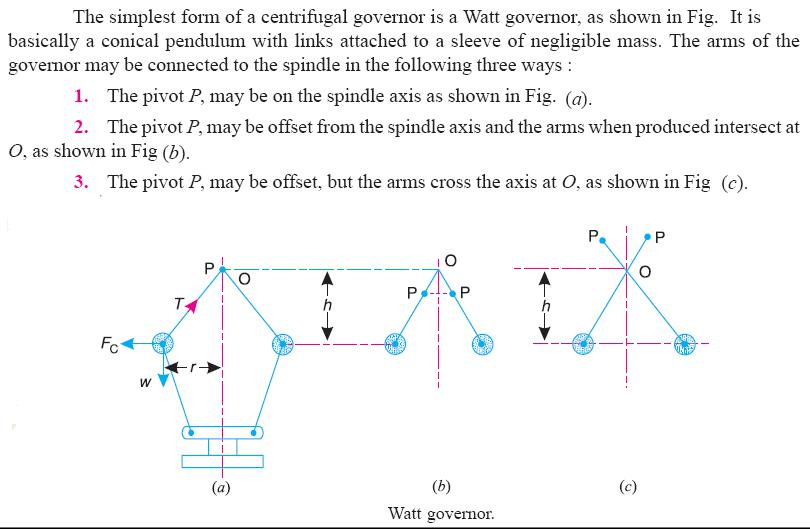 The simplest form of a centrifugal governor is a Watt governor, as shown in Fig. It is
basically a conical pendulum with links attached to a sleeve of negligible mass. The arms of the
governor may be connected to the spindle in the following three ways :
1. The pivot P, may be on the spindle axis as shown in Fig. (a).
2. The pivot P, may be offset from the spindle axis and the arms when produced intersect at
O, as shown in Fig (b).
3. The pivot P, may be offset, but the arms cross the axis at O, as shown in Fig (c).
P O O P P
P P O
T h h
FC r
w
(a) (b) (c)
Watt governor.